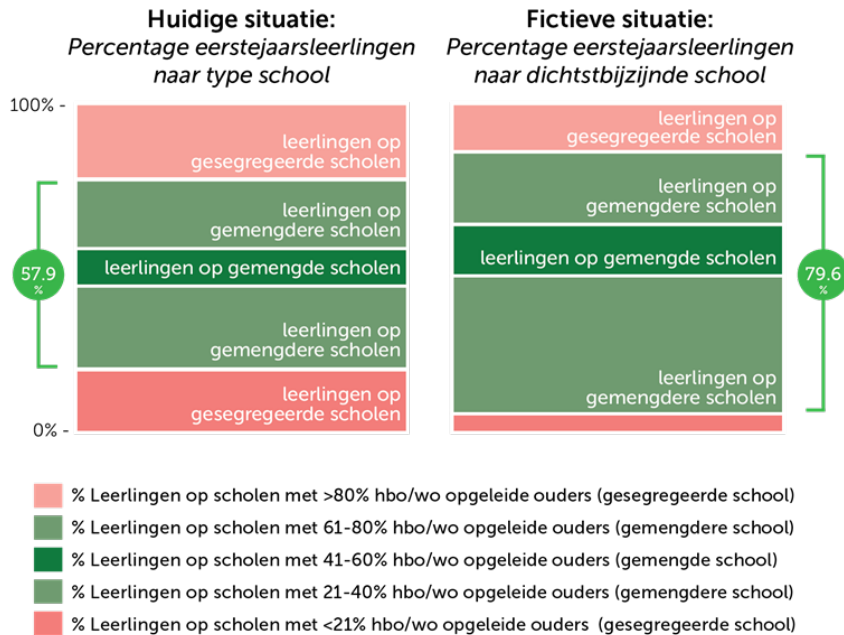 Huidige situatie:
Percentage eerstejaarsleerlingen
naar type school
Fictieve situatie:
Percentage eerstejaarsleerlingen
naar dichtstbijzijnde school
100% -
leerlingen op
gesegregeerde scholen
leerlingen op
gemengdere scholen
leerlingen op gemengde scholen
leerlingen op
gemengdere scholen
leerlingen op
gesegregeerde scholen
0% -
57.9
%
leerlingen op
gesegregeerde scholen
leerlingen op
gemengdere scholen
leerlingen op gemengde scholen
leerlingen op
gemengdere scholen
79.6
%
% Leerlingen op scholen met >80% hbo/wo opgeleide ouders (gesegregeerde school)
% Leerlingen op scholen met 61-80% hbo/wo opgeleide ouders (gemengdere school)
% Leerlingen op scholen met 41-60% hbo/wo opgeleide ouders (gemengde school)
% Leerlingen op scholen met 21-40% hbo/wo opgeleide ouders (gemengdere school)
% Leerlingen op scholen met <21% hbo/wo opgeleide ouders (gesegregeerde school)